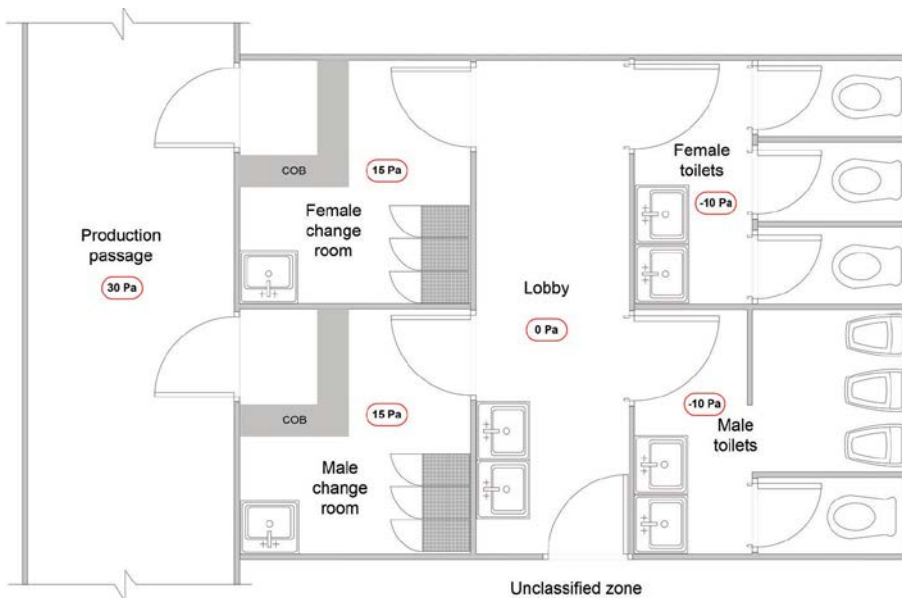 Production
passage
30 Pa
COB
15 Pa
Female
change
room
COB
15 Pa
Male
change
room
Lobby
0 Pa
Female
toilets
-10 Pa
-10 Pa
Male
toilets
Unclassified zone